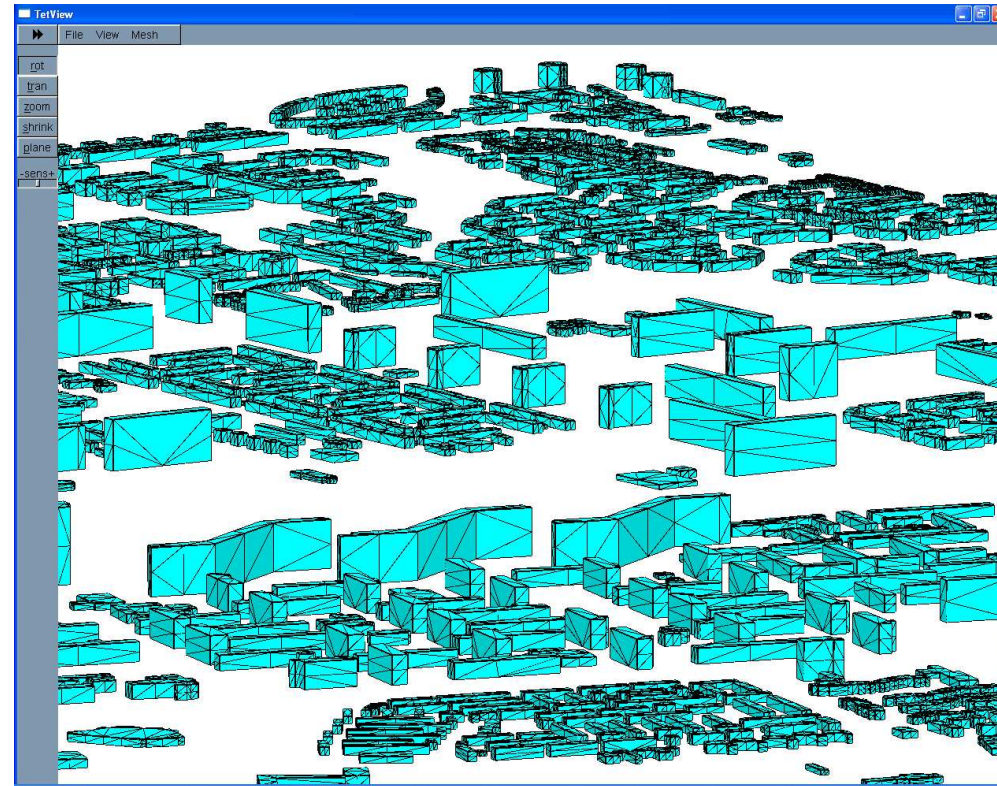 TetView
File View Mesh
rot
tran
zoom
shrink
plane
-sens+